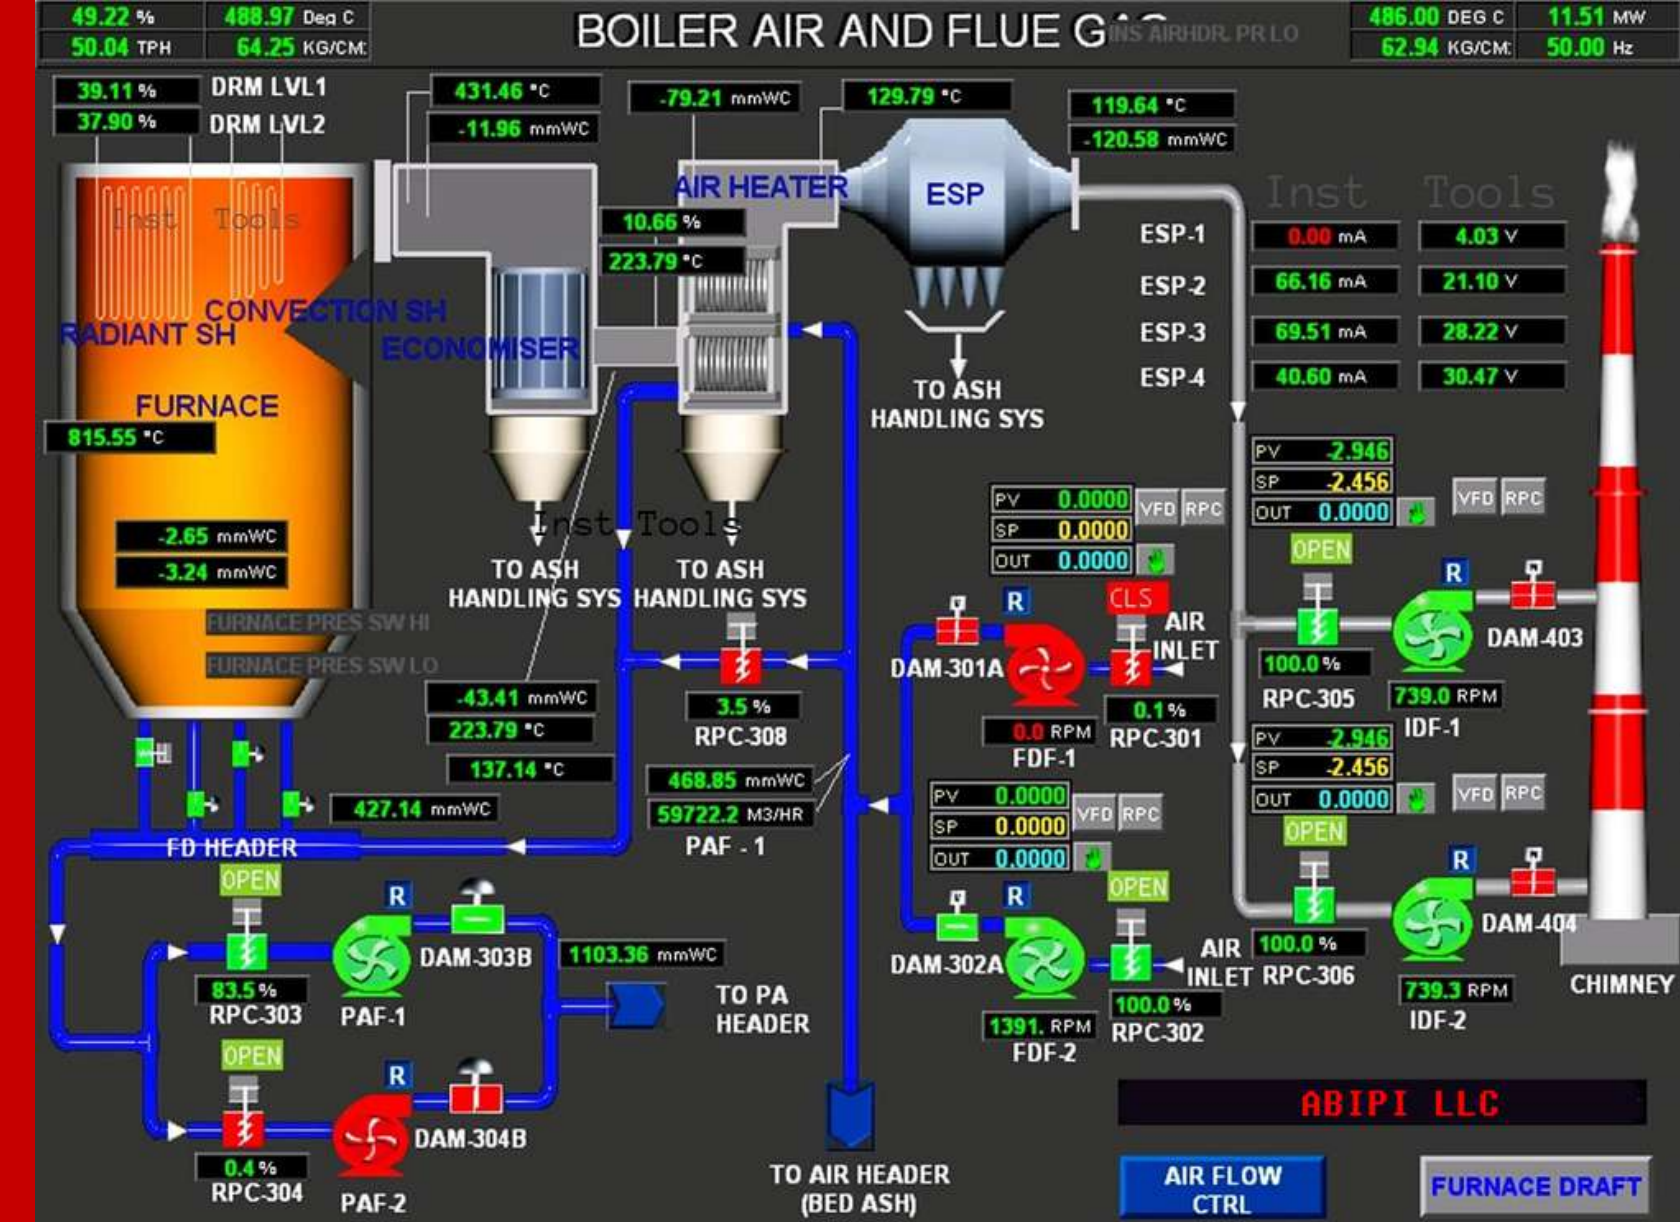 49.22 %
488.97 Deg C
50.04 TPH
64.25 KG/CM:
BOILER AIR AND FLUE G
INS AIRHDR. PR LO
486.00 DEG C
11.51 MW
62.94 KG/CM:
50.00 Hz
39.11 %
DRM LVL1
37.90 %
DRM LVL2
431.46 °C
-11.96 mmWC
-79.21 mmWC
129.79 °C
119.64 °C
-120.58 mmWC
AIR HEATER
ESP
Inst Tools
Inst Tools
10.66 %
223.79 °C
ESP-1
0.00 mA
4.03 V
ESP-2
66.16 mA
21.10 V
ESP-3
69.51 mA
28.22 V
ESP-4
40.60 mA
30.47 V
CONVECTION SH
RADIANT SH
ECONOMISER
FURNACE
815.55 °C
TO ASH
HANDLING SYS
-2.65 mmWC
-3.24 mmWC
FURNACE PRES SW HI
FURNACE PRES SW LO
Inst Tools
TO ASH
HANDLING SYS
TO ASH
HANDLING SYS
PV 0.0000
SP 0.0000
OUT 0.0000
VFD RPC
PV -2.946
SP -2.456
OUT 0.0000
VFD RPC
OPEN
R
CLS
R
AIR
INLET
DAM-301A
DAM-403
100.0 %
RPC-305
739.0 RPM
IDF-1
-43.41 mmWC
223.79 °C
137.14 °C
3.5 %
RPC-308
0.0 RPM
FDF-1
0.1 %
RPC-301
468.85 mmWC
59722.2 M3/HR
PAF - 1
427.14 mmWC
FD HEADER
PV 0.0000
SP 0.0000
OUT 0.0000
VFD RPC
PV -2.946
SP -2.456
OUT 0.0000
VFD RPC
OPEN
R
OPEN
R
OPEN
R
DAM-303B
1103.36 mmWC
DAM-302A
AIR
INLET
100.0 %
RPC-306
DAM-404
83.5 %
RPC-303
PAF-1
TO PA
HEADER
1391. RPM
FDF-2
100.0 %
RPC-302
739.3 RPM
IDF-2
CHIMNEY
OPEN
R
DAM-304B
0.4 %
RPC-304
PAF-2
TO AIR HEADER
(BED ASH)
ABIPI LLC
AIR FLOW
CTRL
FURNACE DRAFT